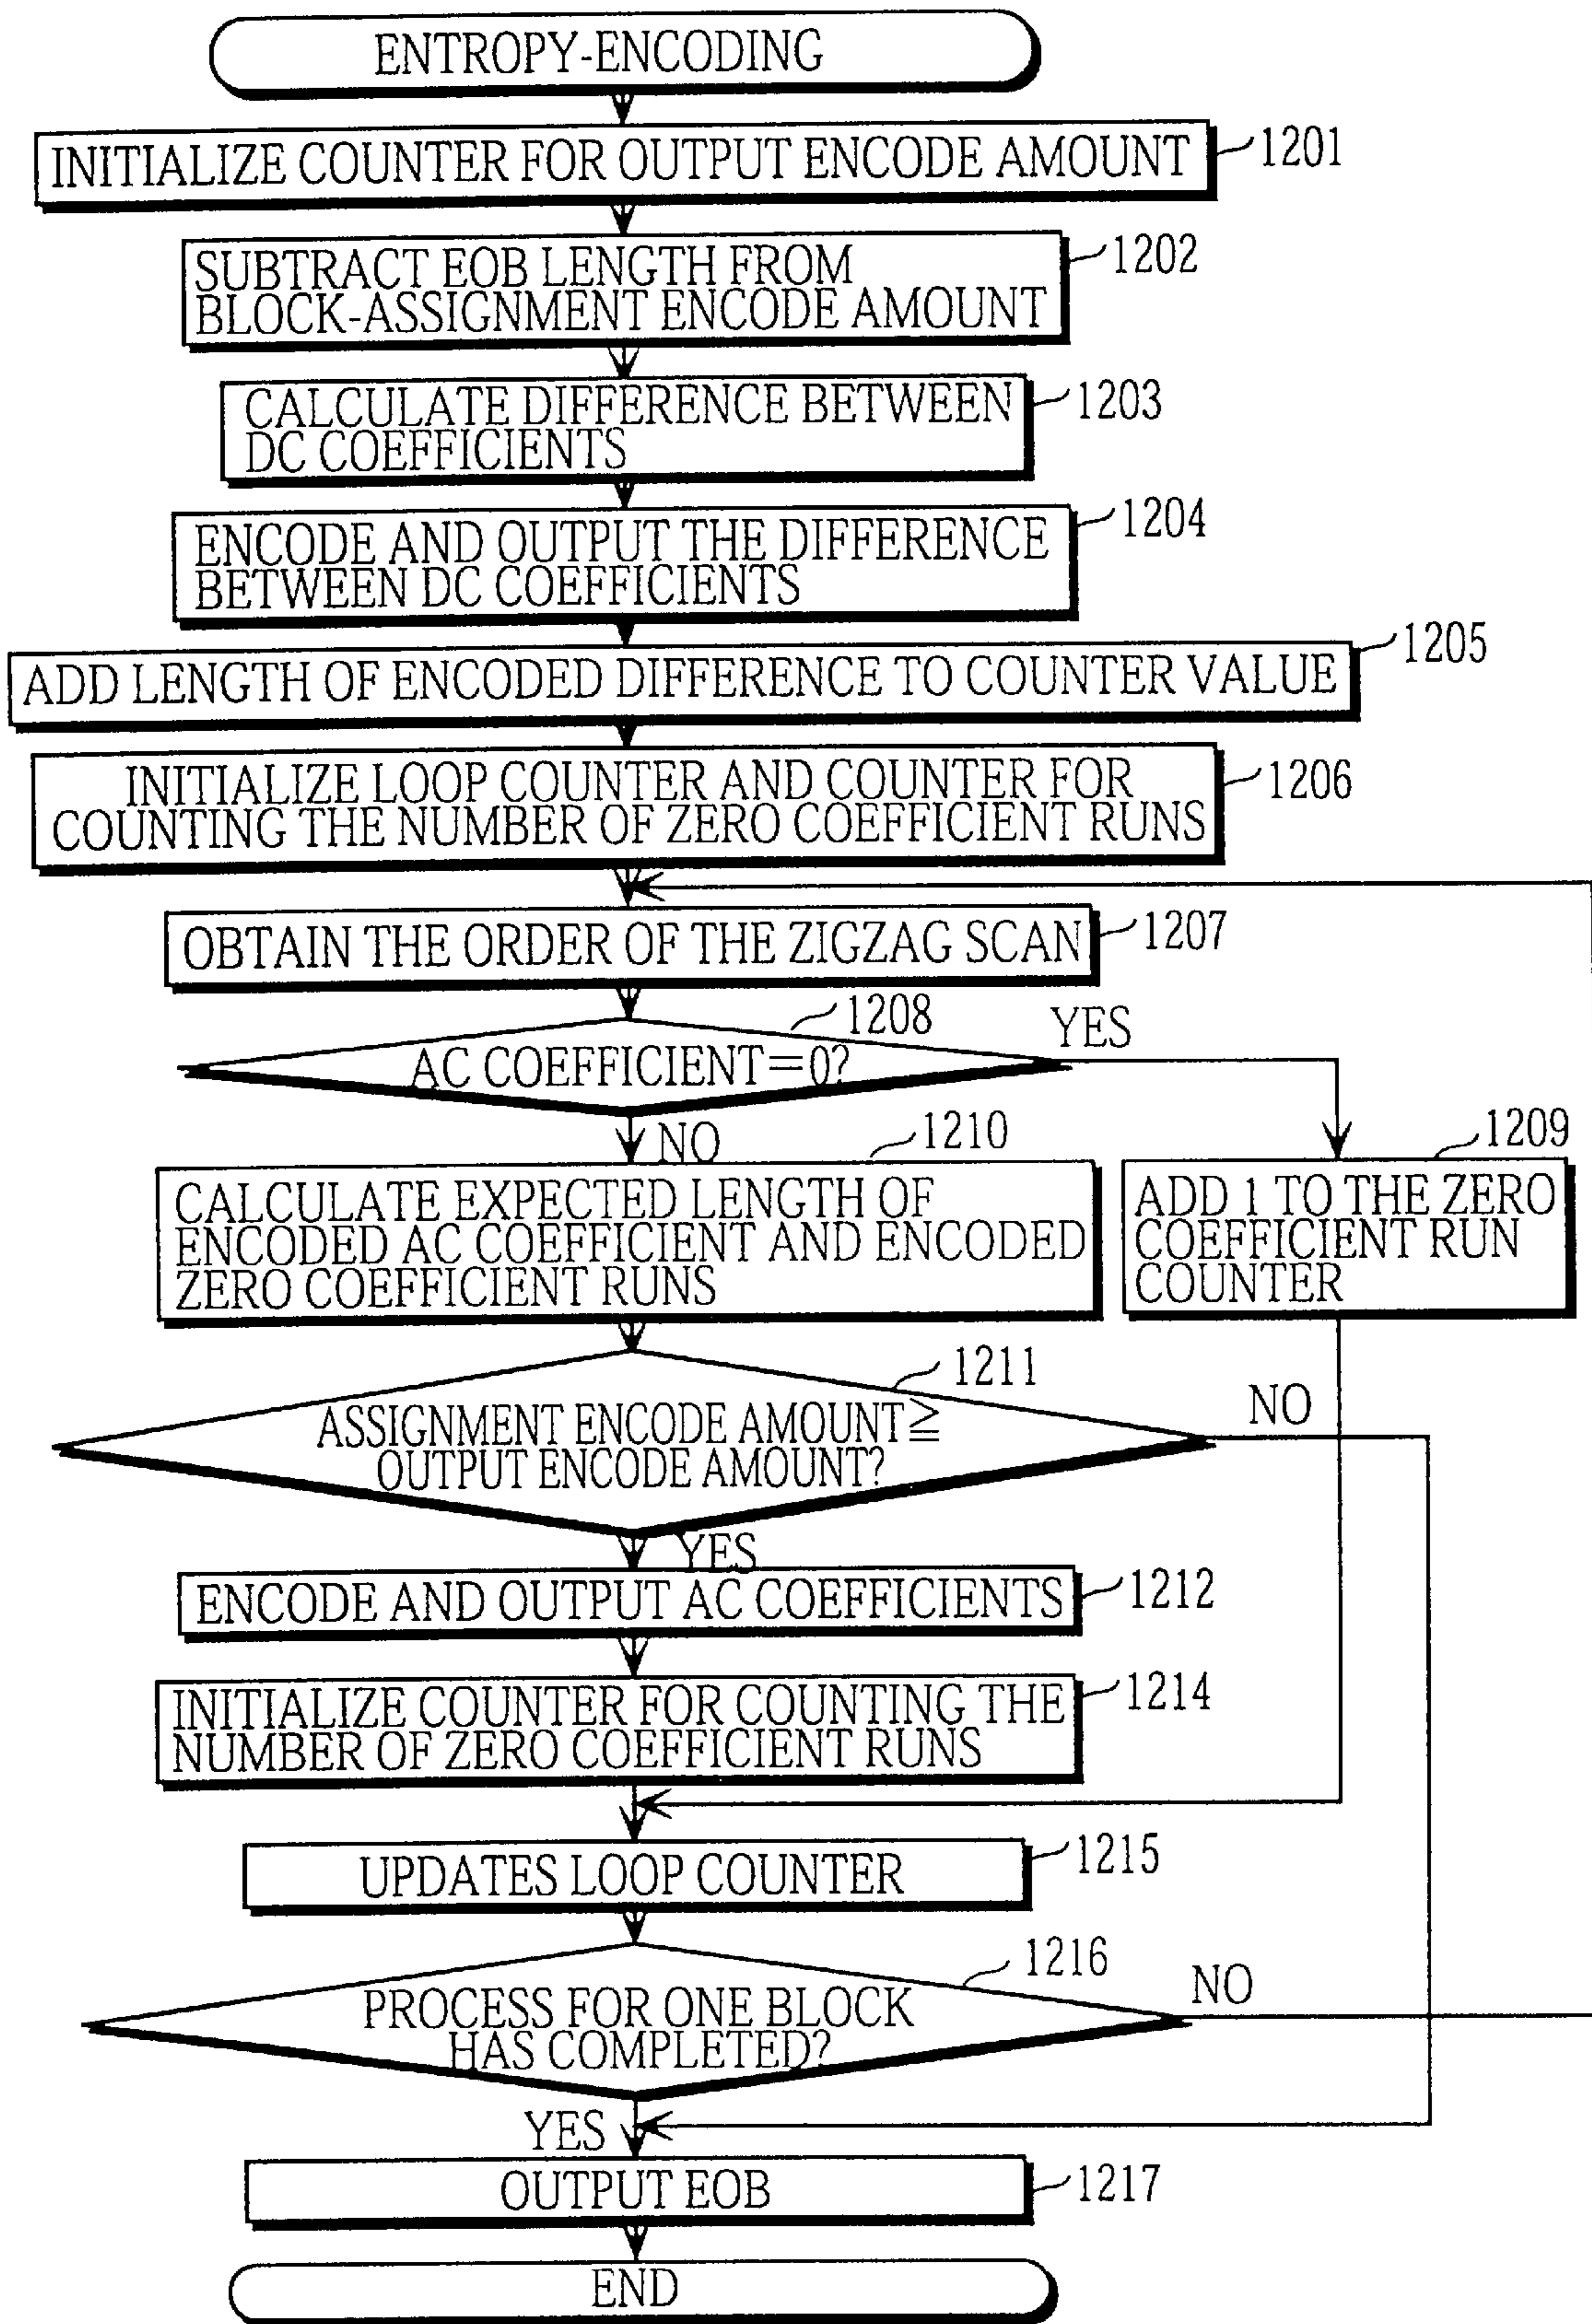 ENTROPY-ENCODING
INITIALIZE COUNTER FOR OUTPUT ENCODE AMOUNT
1201
SUBTRACT EOB LENGTH FROM
BLOCK-ASSIGNMENT ENCODE AMOUNT
1202
CALCULATE DIFFERENCE BETWEEN
DC COEFFICIENTS
1203
ENCODE AND OUTPUT THE DIFFERENCE
BETWEEN DC COEFFICIENTS
1204
ADD LENGTH OF ENCODED DIFFERENCE TO COUNTER VALUE
1205
INITIALIZE LOOP COUNTER AND COUNTER FOR
COUNTING THE NUMBER OF ZERO COEFFICIENT RUNS
1206
OBTAIN THE ORDER OF THE ZIGZAG SCAN
1207
1208
YES
AC COEFFICIENT=0?
NO
1210
1209
CALCULATE EXPECTED LENGTH OF
ENCODED AC COEFFICIENT AND ENCODED
ZERO COEFFICIENT RUNS
ADD 1 TO THE ZERO
COEFFICIENT RUN
COUNTER
1211
NO
ASSIGNMENT ENCODE AMOUNT≧
OUTPUT ENCODE AMOUNT?
YES
ENCODE AND OUTPUT AC COEFFICIENTS
1212
INITIALIZE COUNTER FOR COUNTING THE
NUMBER OF ZERO COEFFICIENT RUNS
1214
UPDATES LOOP COUNTER
1215
1216
NO
PROCESS FOR ONE BLOCK
HAS COMPLETED?
YES
OUTPUT EOB
1217
END